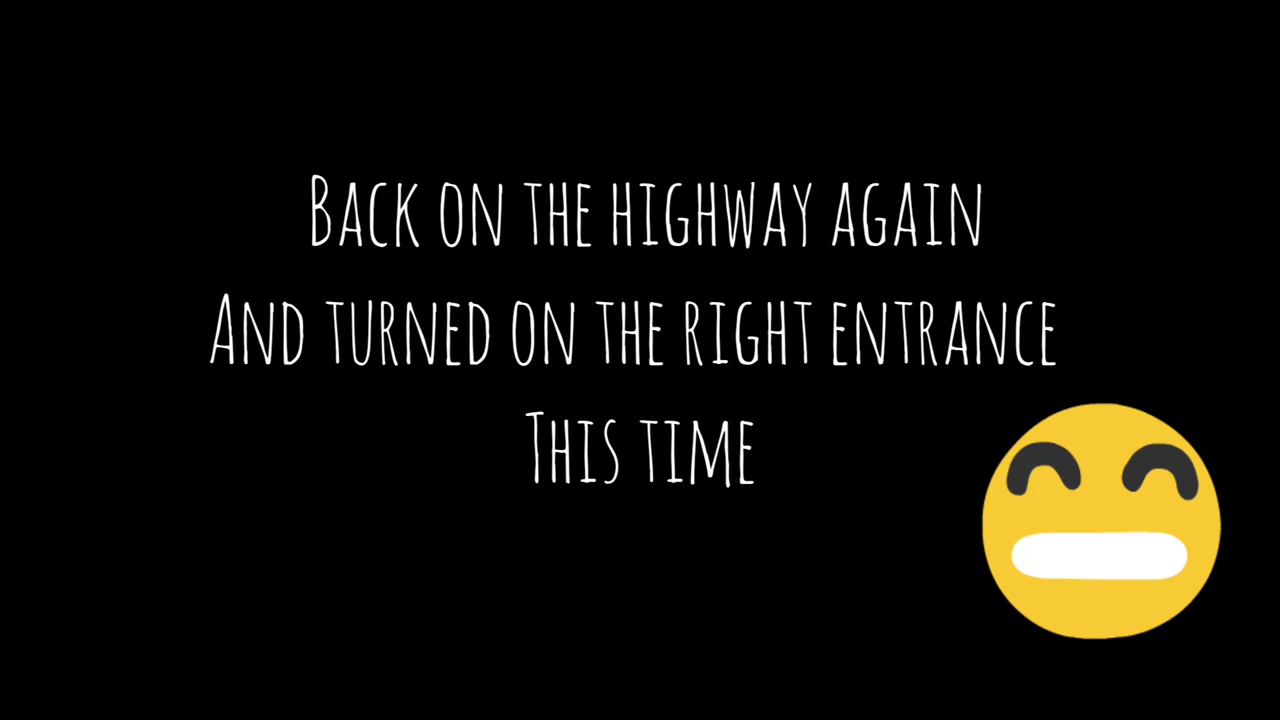 Back on the highway again
And turned on the right entrance
This time